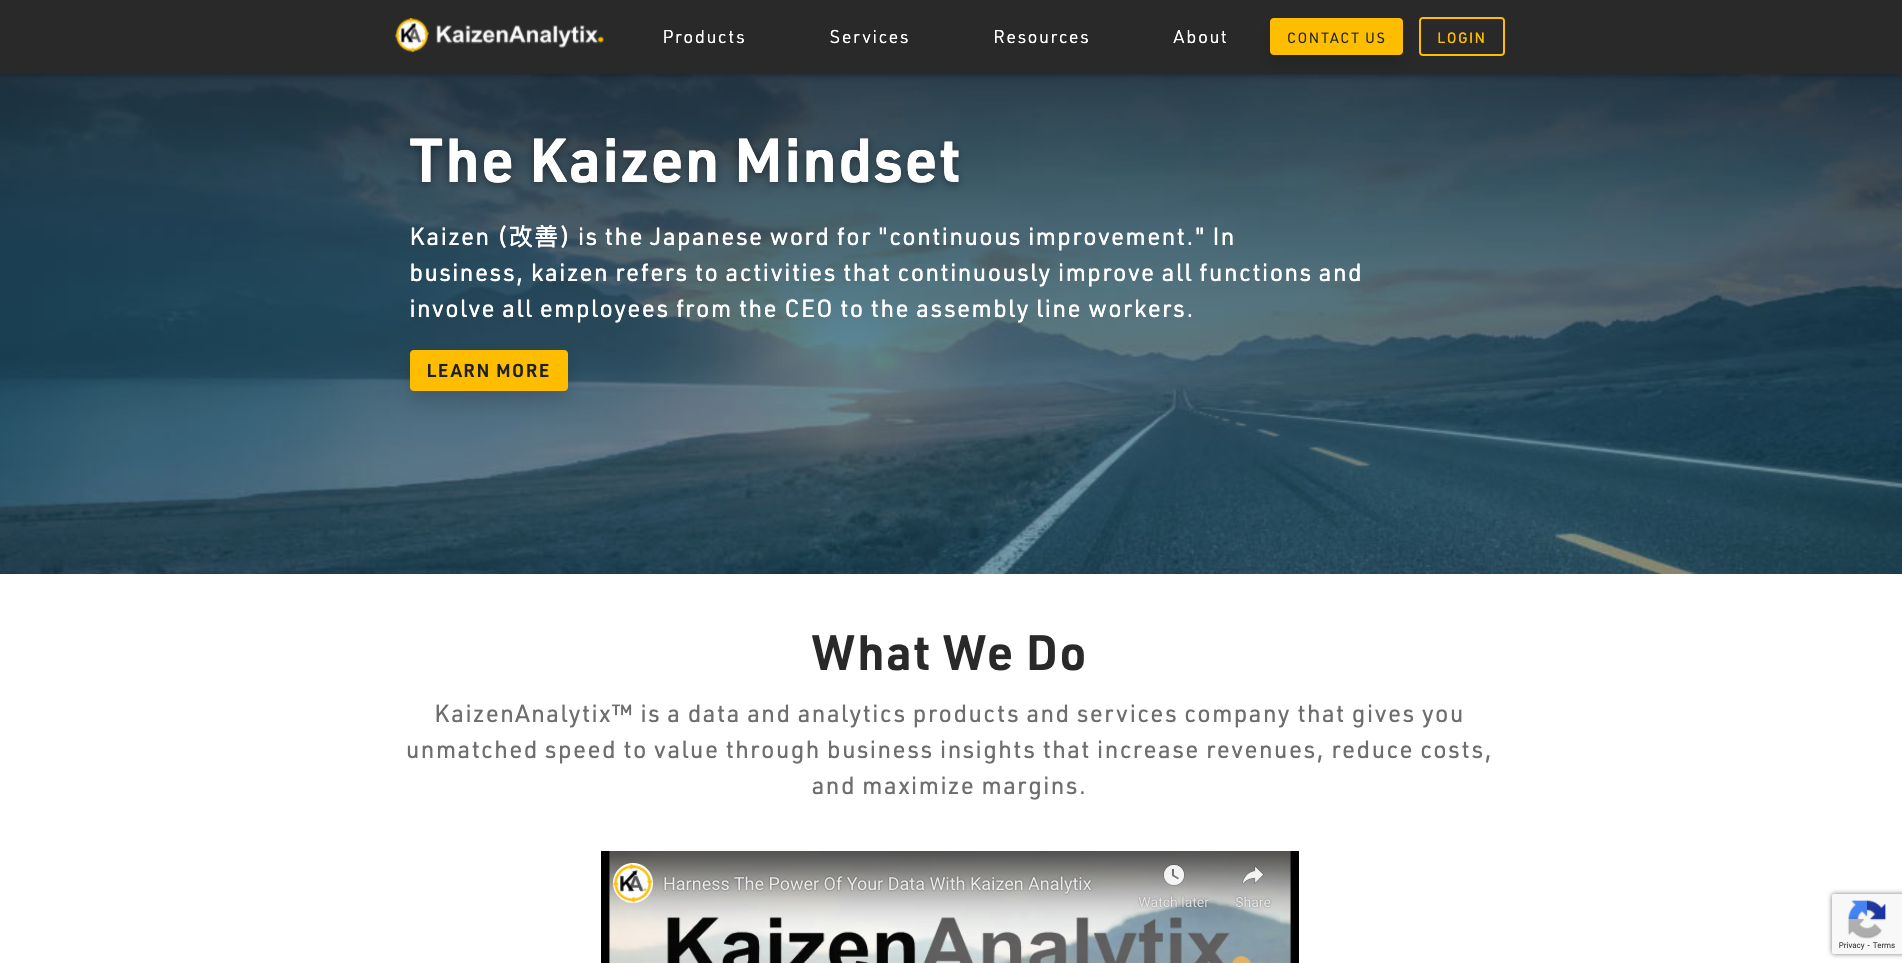 KA KaizenAnalytix.
Products
Services
Resources
About
CONTACT US
LOGIN
The Kaizen Mindset
Kaizen (改善) is the Japanese word for "continuous improvement." In
business, kaizen refers to activities that continuously improve all functions and
involve all employees from the CEO to the assembly line workers.
LEARN MORE
What We Do
KaizenAnalytix™ is a data and analytics products and services company that gives you
unmatched speed to value through business insights that increase revenues, reduce costs,
and maximize margins.
KA Harness The Power Of Your Data With Kaizen Analytix
Watch later
Share
KaizenAnalytix.
Privacy - Terms